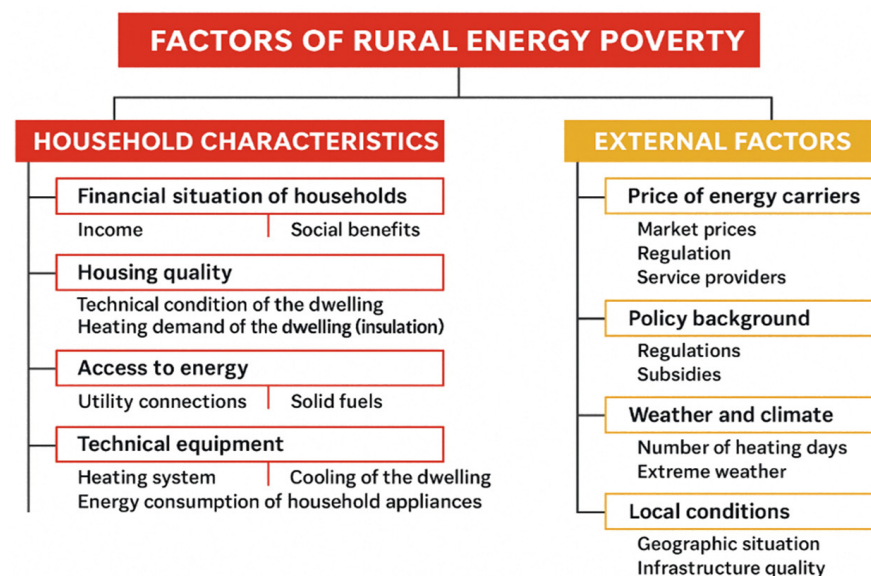 FACTORS OF RURAL ENERGY POVERTY
HOUSEHOLD CHARACTERISTICS
Financial situation of households
Income
Social benefits
Housing quality
Technical condition of the dwelling
Heating demand of the dwelling (insulation)
Access to energy
Utility connections
Solid fuels
Technical equipment
Heating system
Cooling of the dwelling
Energy consumption of household appliances
EXTERNAL FACTORS
Price of energy carriers
Market prices
Regulation
Service providers
Policy background
Regulations
Subsidies
Weather and climate
Number of heating days
Extreme weather
Local conditions
Geographic situation
Infrastructure quality